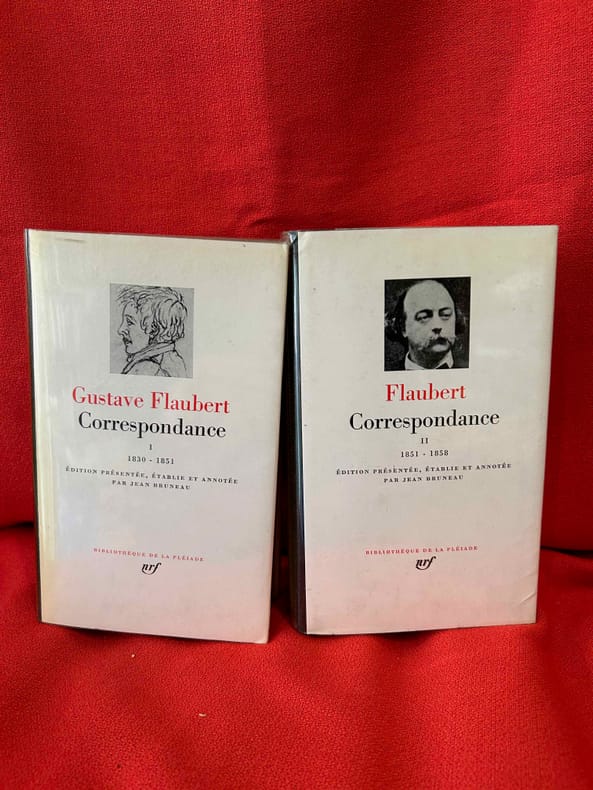 Gustave Flaubert
Correspondance
I
1830 - 1851
ÉDITION PRÉSENTÉE, ÉTABLIE ET ANNOTÉE
PAR JEAN BRUNEAU
BIBLIOTHÈQUE DE LA PLÉIADE
nrf
Flaubert
Correspondance
II
1851 - 1858
ÉDITION PRÉSENTÉE, ÉTABLIE ET ANNOTÉE
PAR JEAN BRUNEAU
BIBLIOTHÈQUE DE LA PLÉIADE
nrf